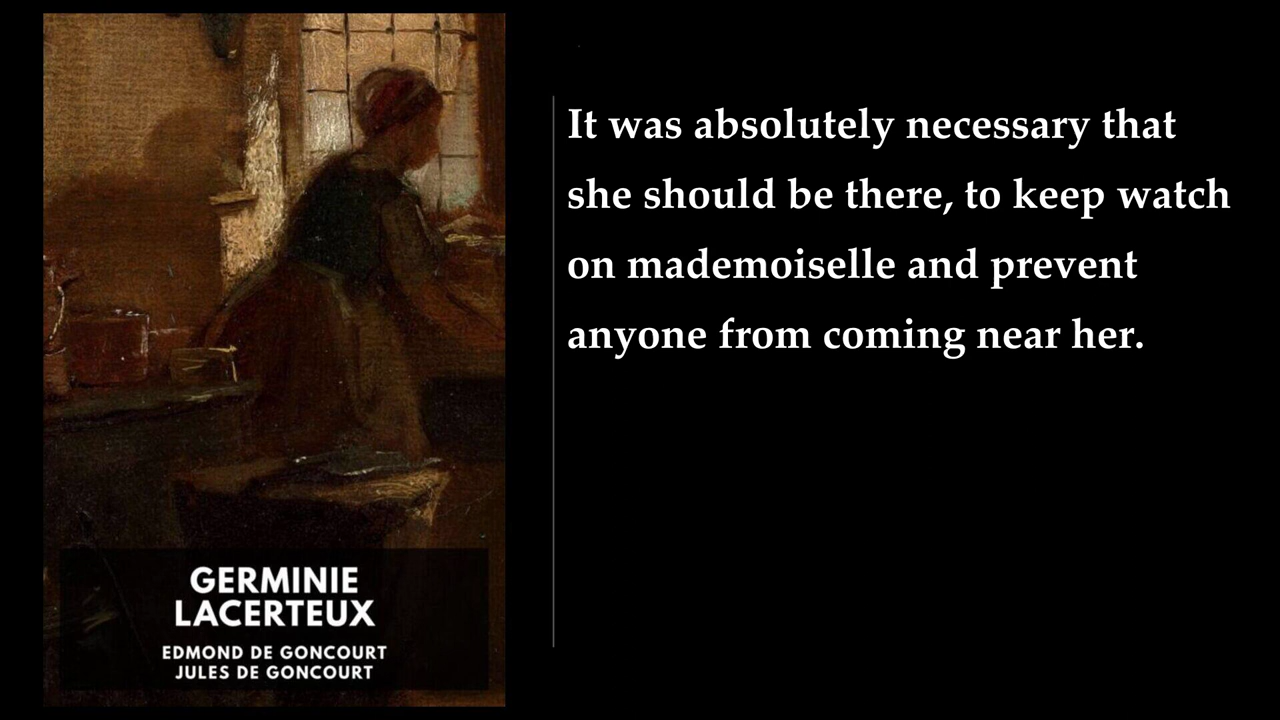 It was absolutely necessary that
she should be there, to keep watch
on mademoiselle and prevent
anyone from coming near her.
GERMINIE
LACERTEUX
EDMOND DE GONCOURT
JULES DE GONCOURT